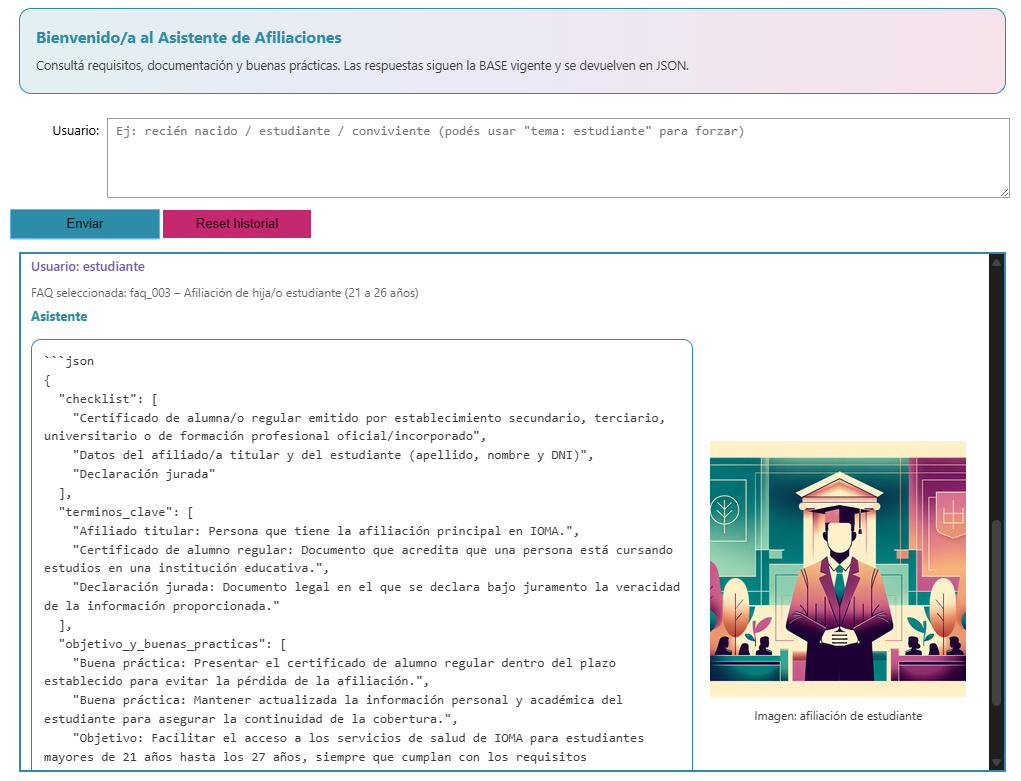 Bienvenido/a al Asistente de Afiliaciones
Consultá requisitos, documentación y buenas prácticas. Las respuestas siguen la BASE vigente y se devuelven en JSON.
Usuario:
Ej: recién nacido / estudiante / conviviente (podés usar "tema: estudiante" para forzar)
Enviar
Reset historial
Usuario: estudiante
FAQ seleccionada: faq_003 – Afiliación de hija/o estudiante (21 a 26 años)
Asistente
```json
{
  "checklist": [
    "Certificado de alumna/o regular emitido por establecimiento secundario, terciario,
universitario o de formación profesional oficial/incorporado",
    "Datos del afiliado/a titular y del estudiante (apellido, nombre y DNI)",
    "Declaración jurada"
  ],
  "terminos_clave": [
    "Afiliado titular: Persona que tiene la afiliación principal en IOMA.",
    "Certificado de alumno regular: Documento que acredita que una persona está cursando
estudios en una institución educativa.",
    "Declaración jurada: Documento legal en el que se declara bajo juramento la veracidad
de la información proporcionada."
  ],
  "objetivo_y_buenas_practicas": [
    "Buena práctica: Presentar el certificado de alumno regular dentro del plazo
establecido para evitar la pérdida de la afiliación.",
    "Buena práctica: Mantener actualizada la información personal y académica del
estudiante para asegurar la continuidad de la cobertura.",
    "Objetivo: Facilitar el acceso a los servicios de salud de IOMA para estudiantes
mayores de 21 años hasta los 27 años, siempre que cumplan con los requisitos
Imagen: afiliación de estudiante